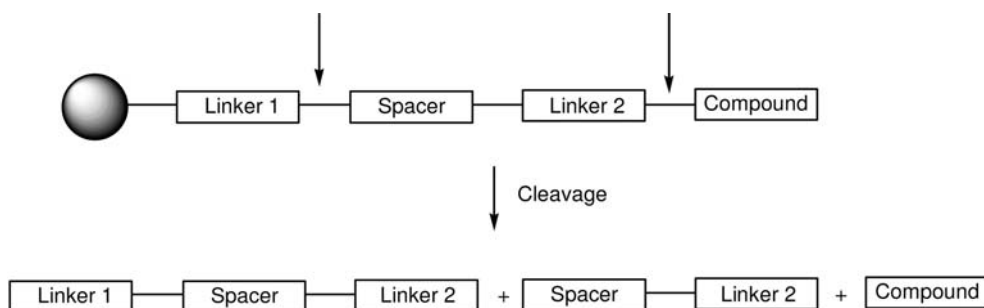 Linker 1 Spacer Linker 2 Compound
Cleavage
Linker 1 Spacer Linker 2 + Spacer Linker 2 + Compound